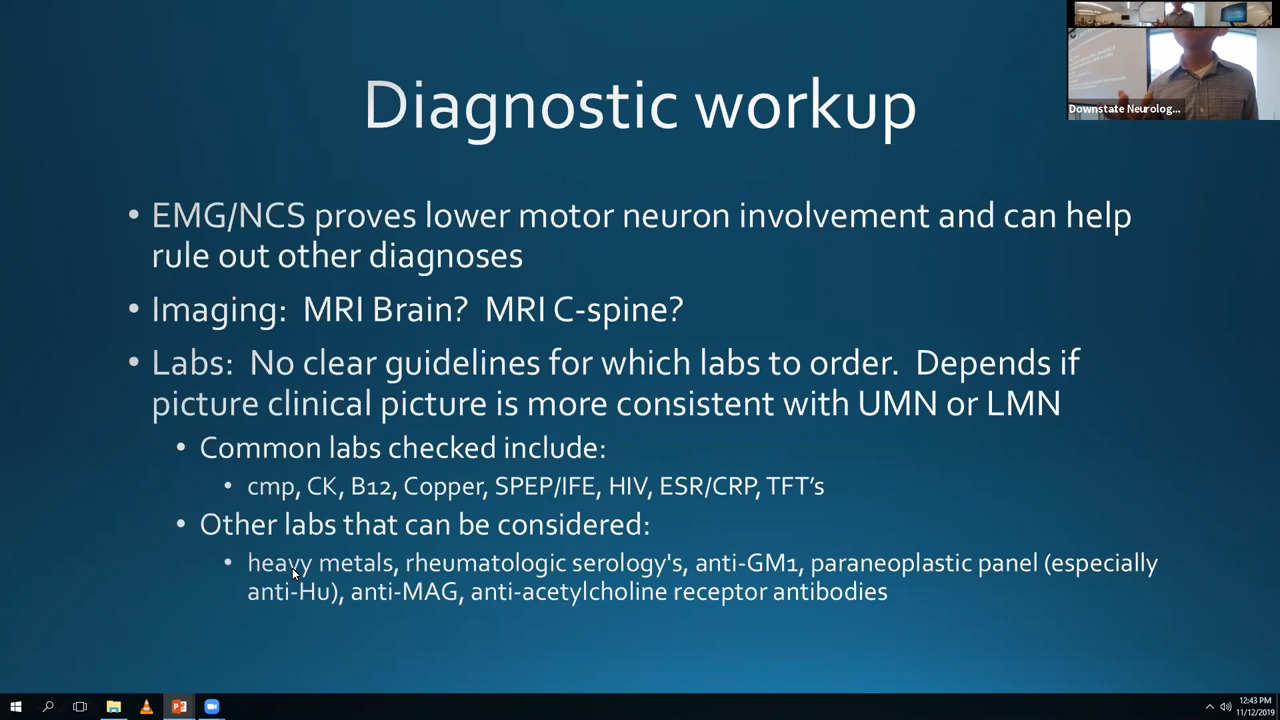 Diagnostic workup
Downstate Neurolog...
• EMG/NCS proves lower motor neuron involvement and can help
rule out other diagnoses
• Imaging:  MRI Brain?  MRI C-spine?
• Labs:  No clear guidelines for which labs to order.  Depends if
picture clinical picture is more consistent with UMN or LMN
• Common labs checked include:
• cmp, CK, B12, Copper, SPEP/IFE, HIV, ESR/CRP, TFT's
• Other labs that can be considered:
• heavy metals, rheumatologic serology's, anti-GM1, paraneoplastic panel (especially
anti-Hu), anti-MAG, anti-acetylcholine receptor antibodies
12:43 PM
11/12/2019